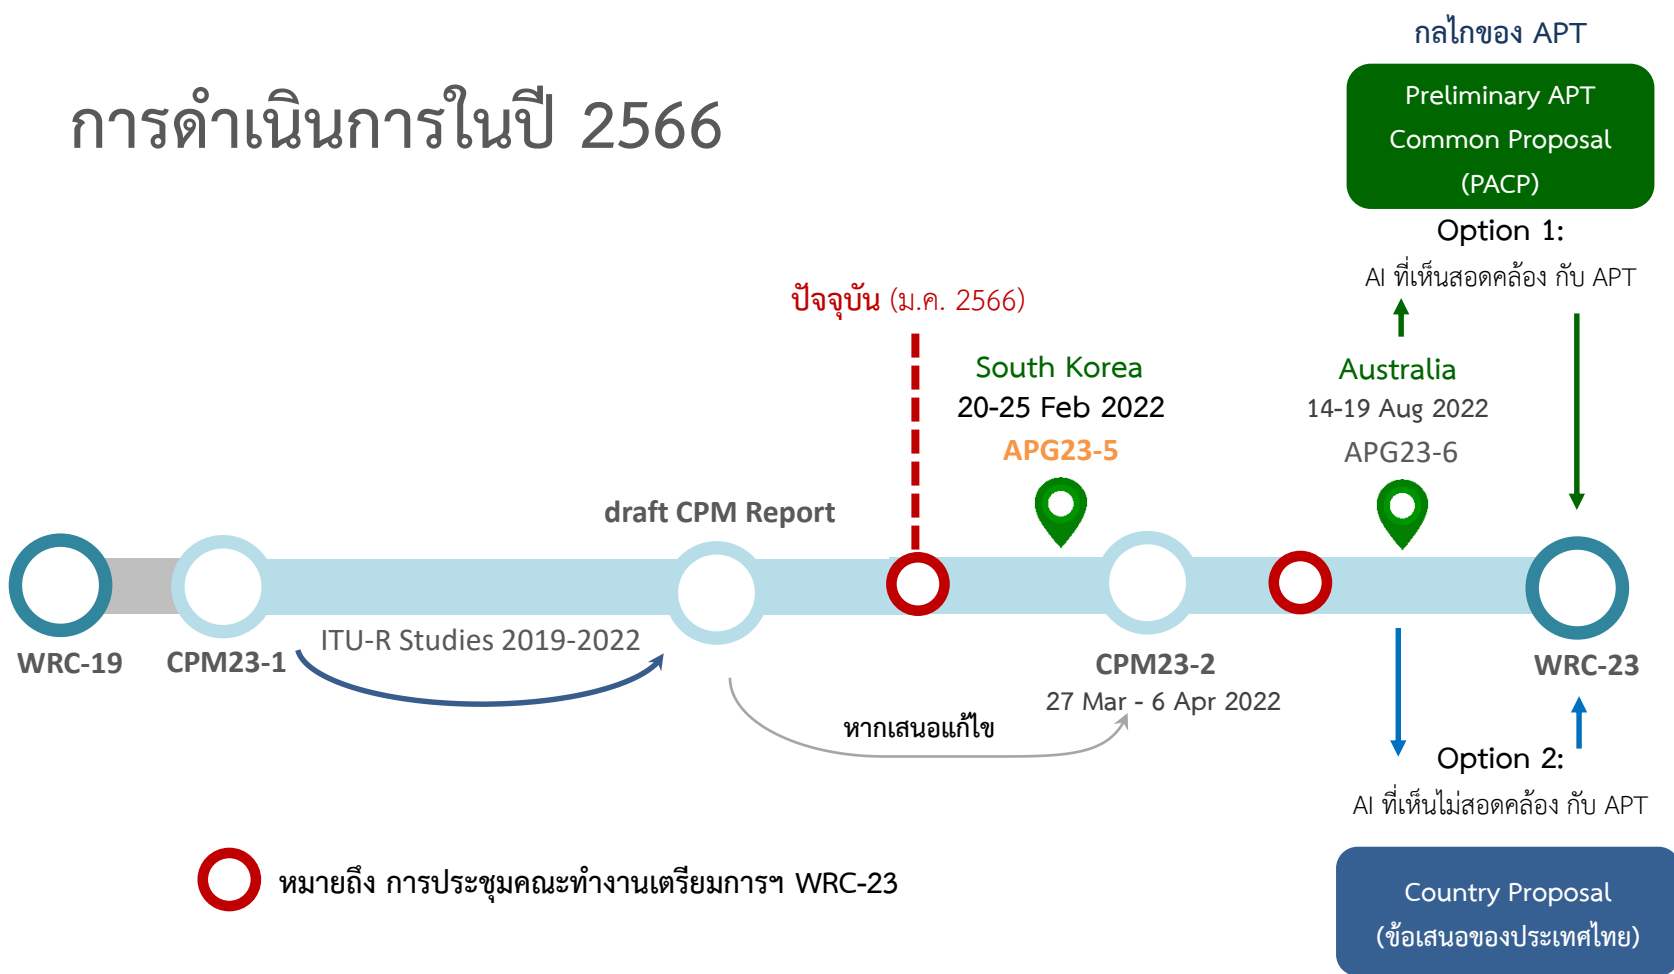 กลไกของ APT
Preliminary APT
Common Proposal
(PACP)
การดำเนินการในปี 2566
Option 1:
AI ที่เห็นสอดคล้อง กับ APT
ปัจจุบัน (ม.ค. 2566)
South Korea
20-25 Feb 2022
APG23-5
Australia
14-19 Aug 2022
APG23-6
draft CPM Report
ITU-R Studies 2019-2022
WRC-19
CPM23-1
CPM23-2
27 Mar - 6 Apr 2022
WRC-23
หากเสนอแก้ไข
Option 2:
AI ที่เห็นไม่สอดคล้อง กับ APT
หมายถึง การประชุมคณะทำงานเตรียมการฯ WRC-23
Country Proposal
(ข้อเสนอของประเทศไทย)